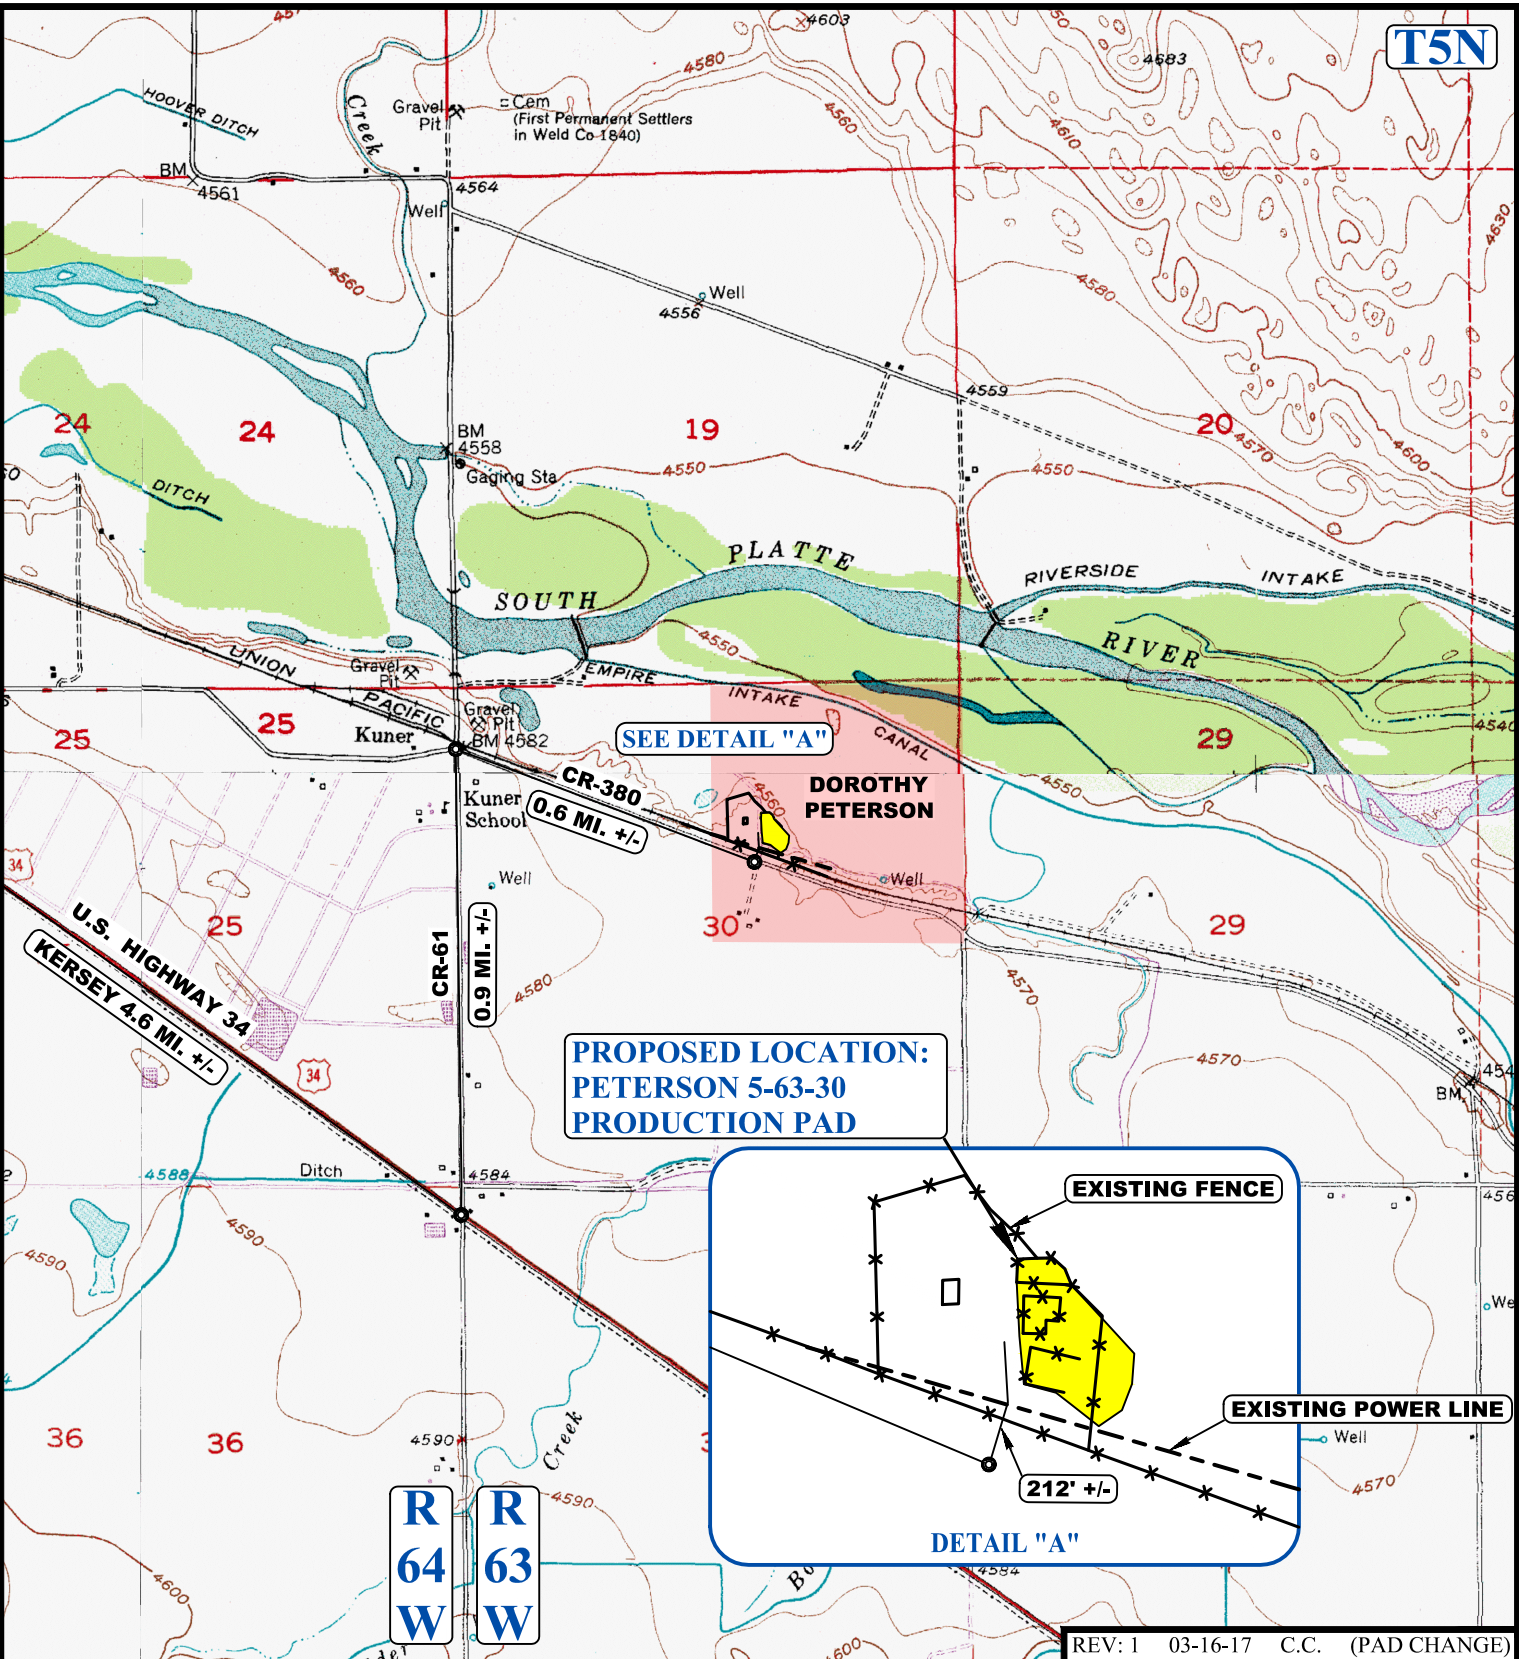 4603
T5N
4580
4683
HOOVER DITCH
Creek
Gravel
Pit
Cem
(First Permanent Settlers
in Weld Co 1840)
4560
4610
BM
4561
4564
Well
4630
4560
4580
Well
4556
4559
24
24
19
20
BM
4558
4570
4600
4550
4550
Gaging Sta
DITCH
PLATTE
RIVERSIDE
INTAKE
SOUTH
4550
RIVER
UNION
Gravel
Pit
EMPIRE
INTAKE
PACIFIC
Gravel
Pit
25
25
Kuner
BM 4582
SEE DETAIL "A"
CANAL
29
4540
CR-380
DOROTHY
PETERSON
4560
4550
0.6 MI. +/-
Kuner
School
34
Well
Well
U.S. HIGHWAY 34
25
30
29
KERSEY 4.6 MI. +/-
CR-61
0.9 MI. +/-
4580
4570
34
PROPOSED LOCATION:
PETERSON 5-63-30
PRODUCTION PAD
4570
BM
4588
Ditch
4584
EXISTING FENCE
4590
4590
EXISTING POWER LINE
36
36
4590
Creek
Well
212' +/-
4590
4570
R
64
W
R
63
W
DETAIL "A"
4600
4584
4600
REV: 1 03-16-17 C.C. (PAD CHANGE)